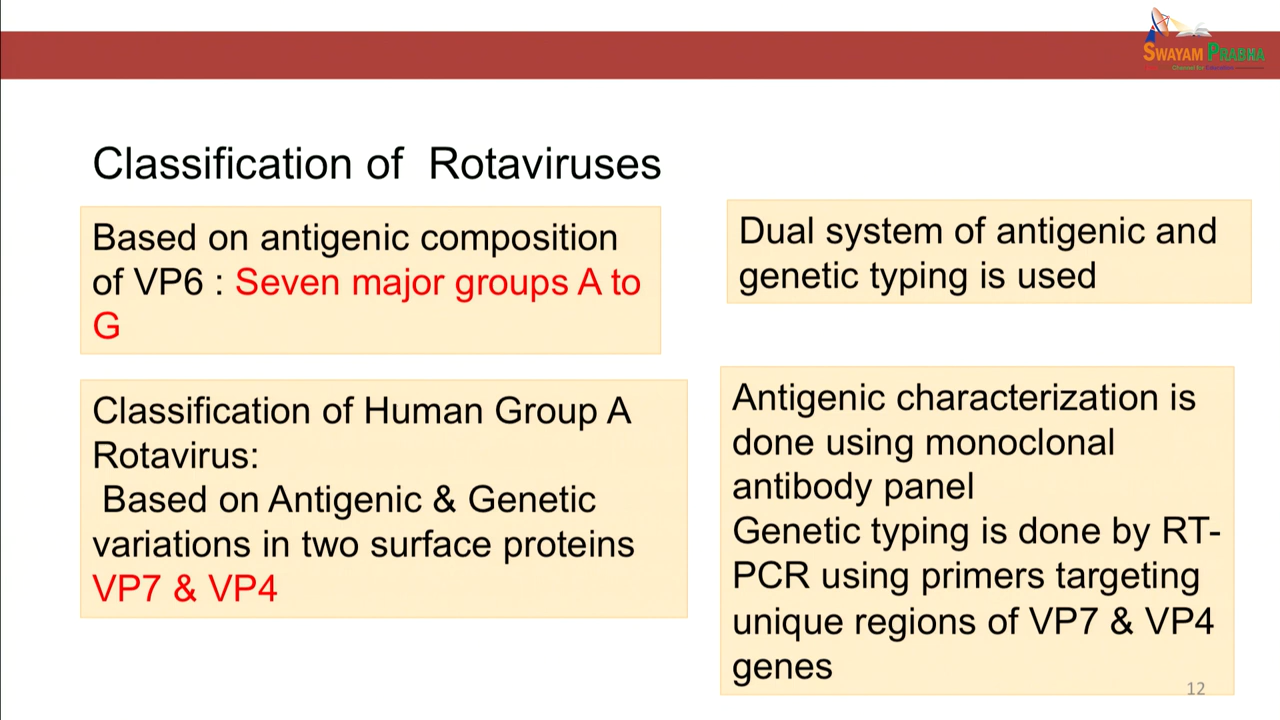 SWAYAM PRABHA
Classification of Rotaviruses
Based on antigenic composition
of VP6 : Seven major groups A to
G
Classification of Human Group A
Rotavirus:
Based on Antigenic & Genetic
variations in two surface proteins
VP7 & VP4
Dual system of antigenic and
genetic typing is used
Antigenic characterization is
done using monoclonal
antibody panel
Genetic typing is done by RT-
PCR using primers targeting
unique regions of VP7 & VP4
genes
12